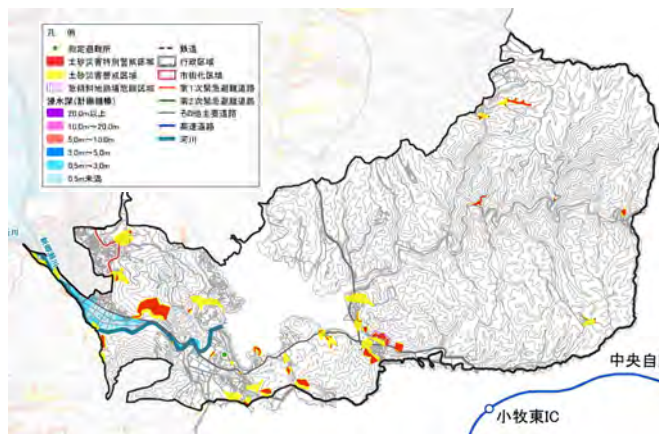 凡 例
指定避難所
土砂災害特別警戒区域
土砂災害警戒区域
急傾斜地崩壊危険区域
浸水深(計画規模)
20.0m以上
10.0m～20.0m
5.0m～10.0m
3.0m～5.0m
0.5m～3.0m
0.5m未満
鉄道
行政区域
市街化区域
第1次緊急避難道路
第2次緊急避難道路
その他主要道路
高速道路
河川
中央自
小牧東IC